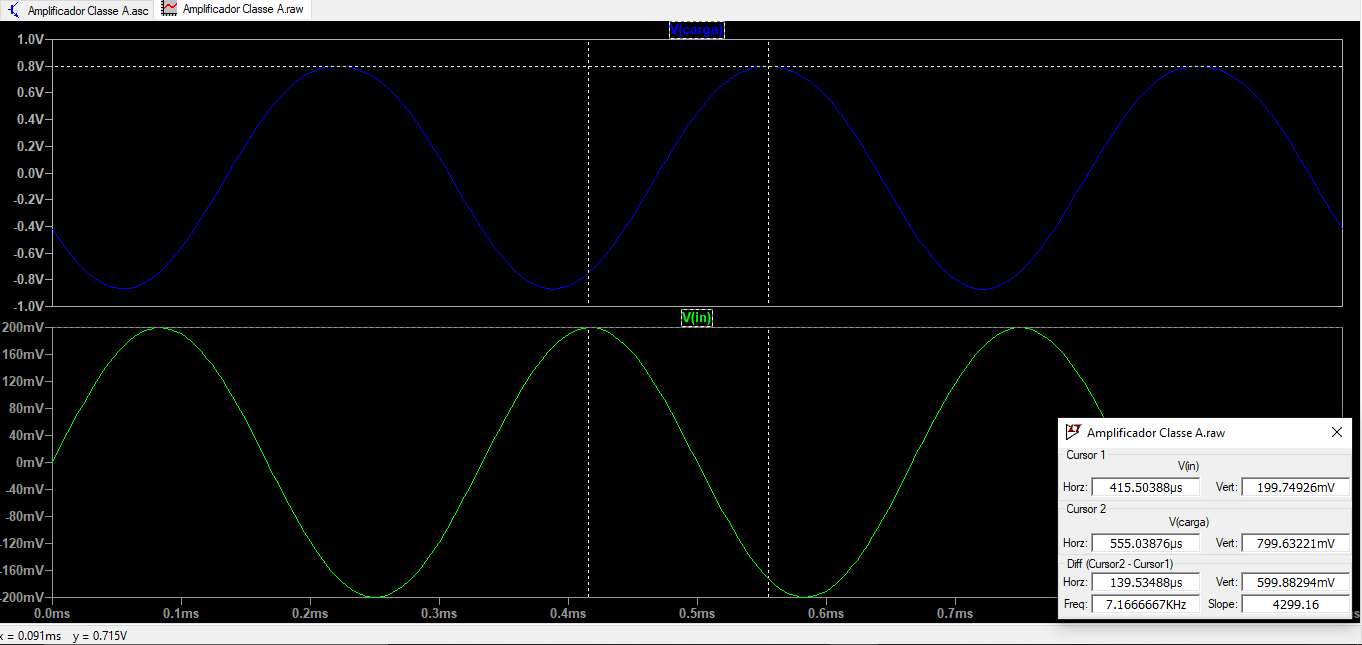 Amplificador Classe A.asc Amplificador Classe A.raw
V(carga)
1.0V
0.8V
0.6V
0.4V
0.2V
0.0V
-0.2V
-0.4V
-0.6V
-0.8V
-1.0V
V(in)
200mV
160mV
120mV
80mV
40mV
0mV
-40mV
-80mV
-120mV
-160mV
-200mV
0.0ms 0.1ms 0.2ms 0.3ms 0.4ms 0.5ms 0.6ms 0.7ms
Amplificador Classe A.raw
Cursor 1
V(in)
Horz: 415.50388µs Vert: 199.74926mV
Cursor 2
V(carga)
Horz: 555.03876µs Vert: 799.63221mV
Diff (Cursor2 - Cursor1)
Horz: 139.53488µs Vert: 599.88294mV
Freq: 7.1666667KHz Slope: 4299.16
x = 0.091ms y = 0.715V